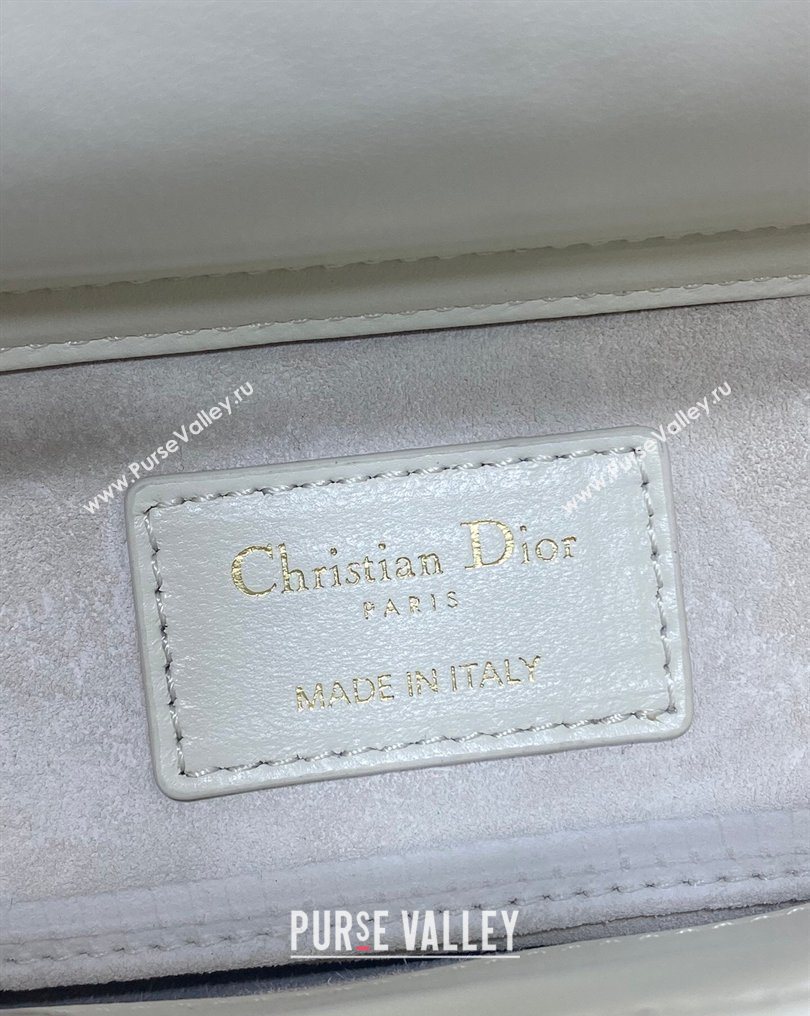 www.PurseValley.ru
www.PurseValley.ru
Christian Dior
PARIS
MADE IN ITALY
PURSE VALLEY